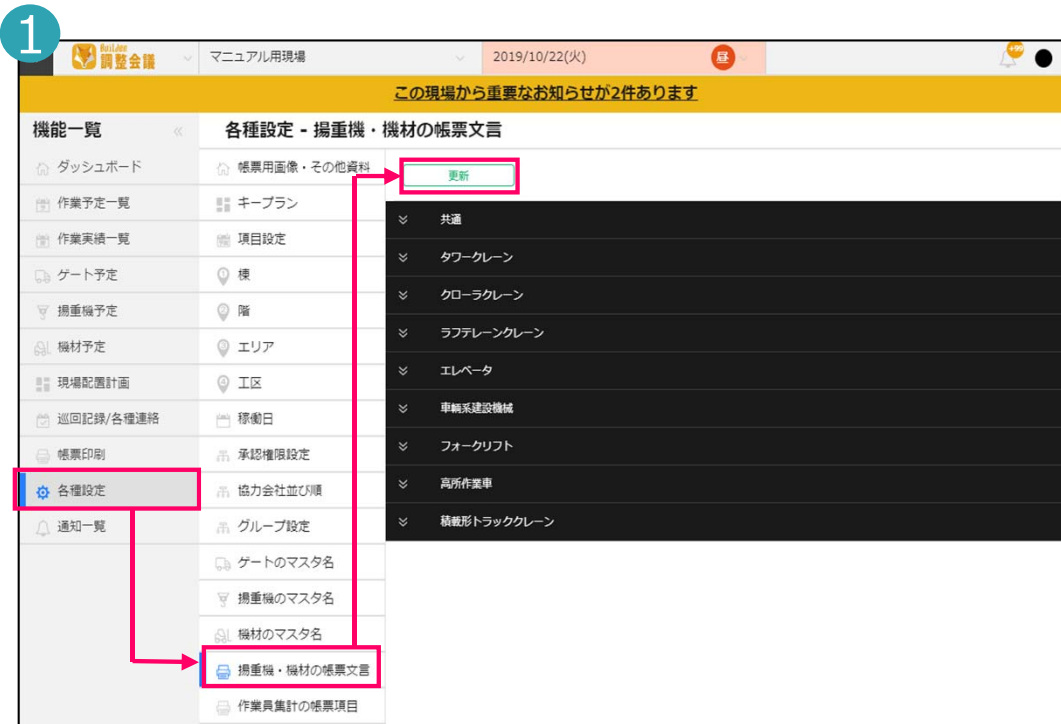 1
Buildee
調整会議
マニュアル用現場
2019/10/22(火)
昼
+99
この現場から重要なお知らせが2件あります
機能一覧
«
各種設定 - 揚重機・機材の帳票文言
ダッシュボード
作業予定一覧
作業実績一覧
ゲート予定
揚重機予定
機材予定
現場配置計画
巡回記録/各種連絡
帳票印刷
各種設定
通知一覧
帳票用画像・その他資料
キープラン
項目設定
棟
階
エリア
工区
稼働日
承認権限設定
協力会社並び順
グループ設定
ゲートのマスタ名
揚重機のマスタ名
機材のマスタ名
揚重機・機材の帳票文言
作業員集計の帳票項目
更新
共通
タワークレーン
クローラクレーン
ラフテレーンクレーン
エレベータ
車輌系建設機械
フォークリフト
高所作業車
積載形トラッククレーン